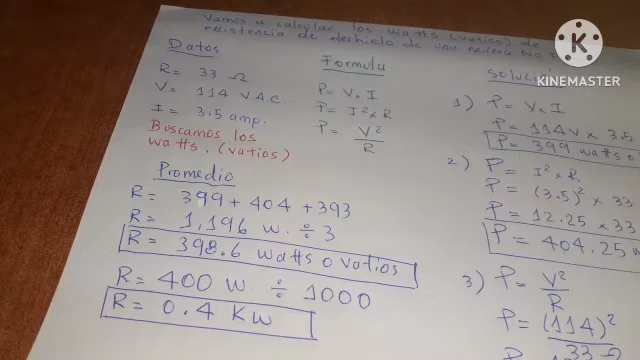 Vamos a calcular los watts (vatios) de
resistencia de deshielo de una nevera
Datos
R = 33 Ω
V = 114 V A.C.
I = 3.5 amp.
Buscamos los
watts. (vatios)
Formula
P = V x I
P = I² x R
P = V²
R
Promedio
R = 399 + 404 + 393
R = 1,196 w. ÷ 3
R = 398.6 watts o vatios
R = 400 w. ÷ 1000
R = 0.4 KW
1) P = V x I
P = 114V x 3.5
P = 399 watts o
2) P = I² x R
P = (3.5)² x 33
P = 12.25 x 33
P = 404.25
3) P = V²
R
P = (114)²
33 Ω
KINEMASTER